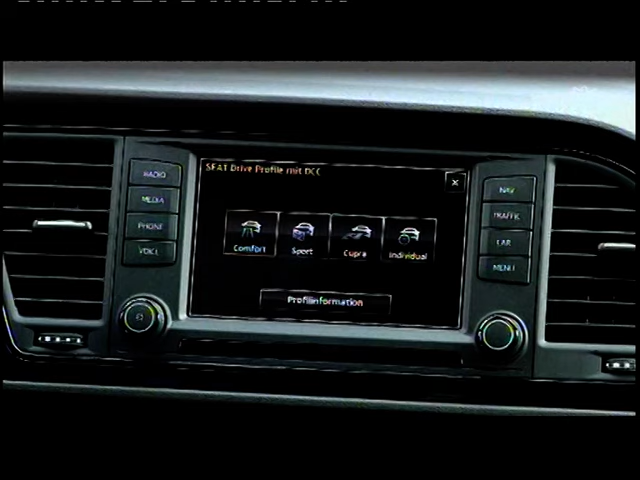 SEAT Drive Profile mit DCC
RADIO
MEDIA
PHONE
VOICE
Comfort
Sport
Cupra
Individual
Profilinformation
NAV
TRAFFIC
CAR
MENU